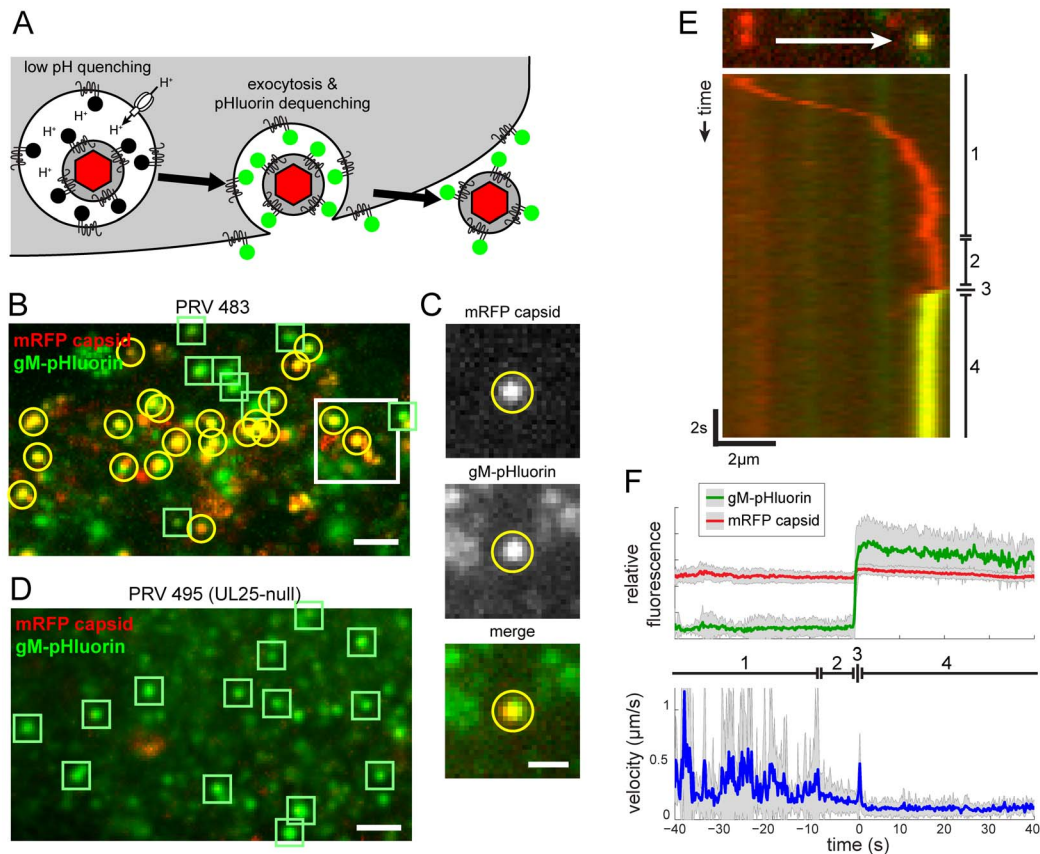 A
low pH quenching
H⁺
H⁺
H⁺
H⁺
H⁺
exocytosis &
pHluorin dequenching
B
PRV 483
mRFP capsid
gM-pHluorin
C
mRFP capsid
gM-pHluorin
merge
D
PRV 495 (UL25-null)
mRFP capsid
gM-pHluorin
E
time
1
2
3
4
2s
2μm
F
gM-pHluorin
mRFP capsid
relative
fluorescence
1 2 3 4
velocity (μm/s)
1
0.5
0
-40 -30 -20 -10 0 10 20 30 40
time (s)